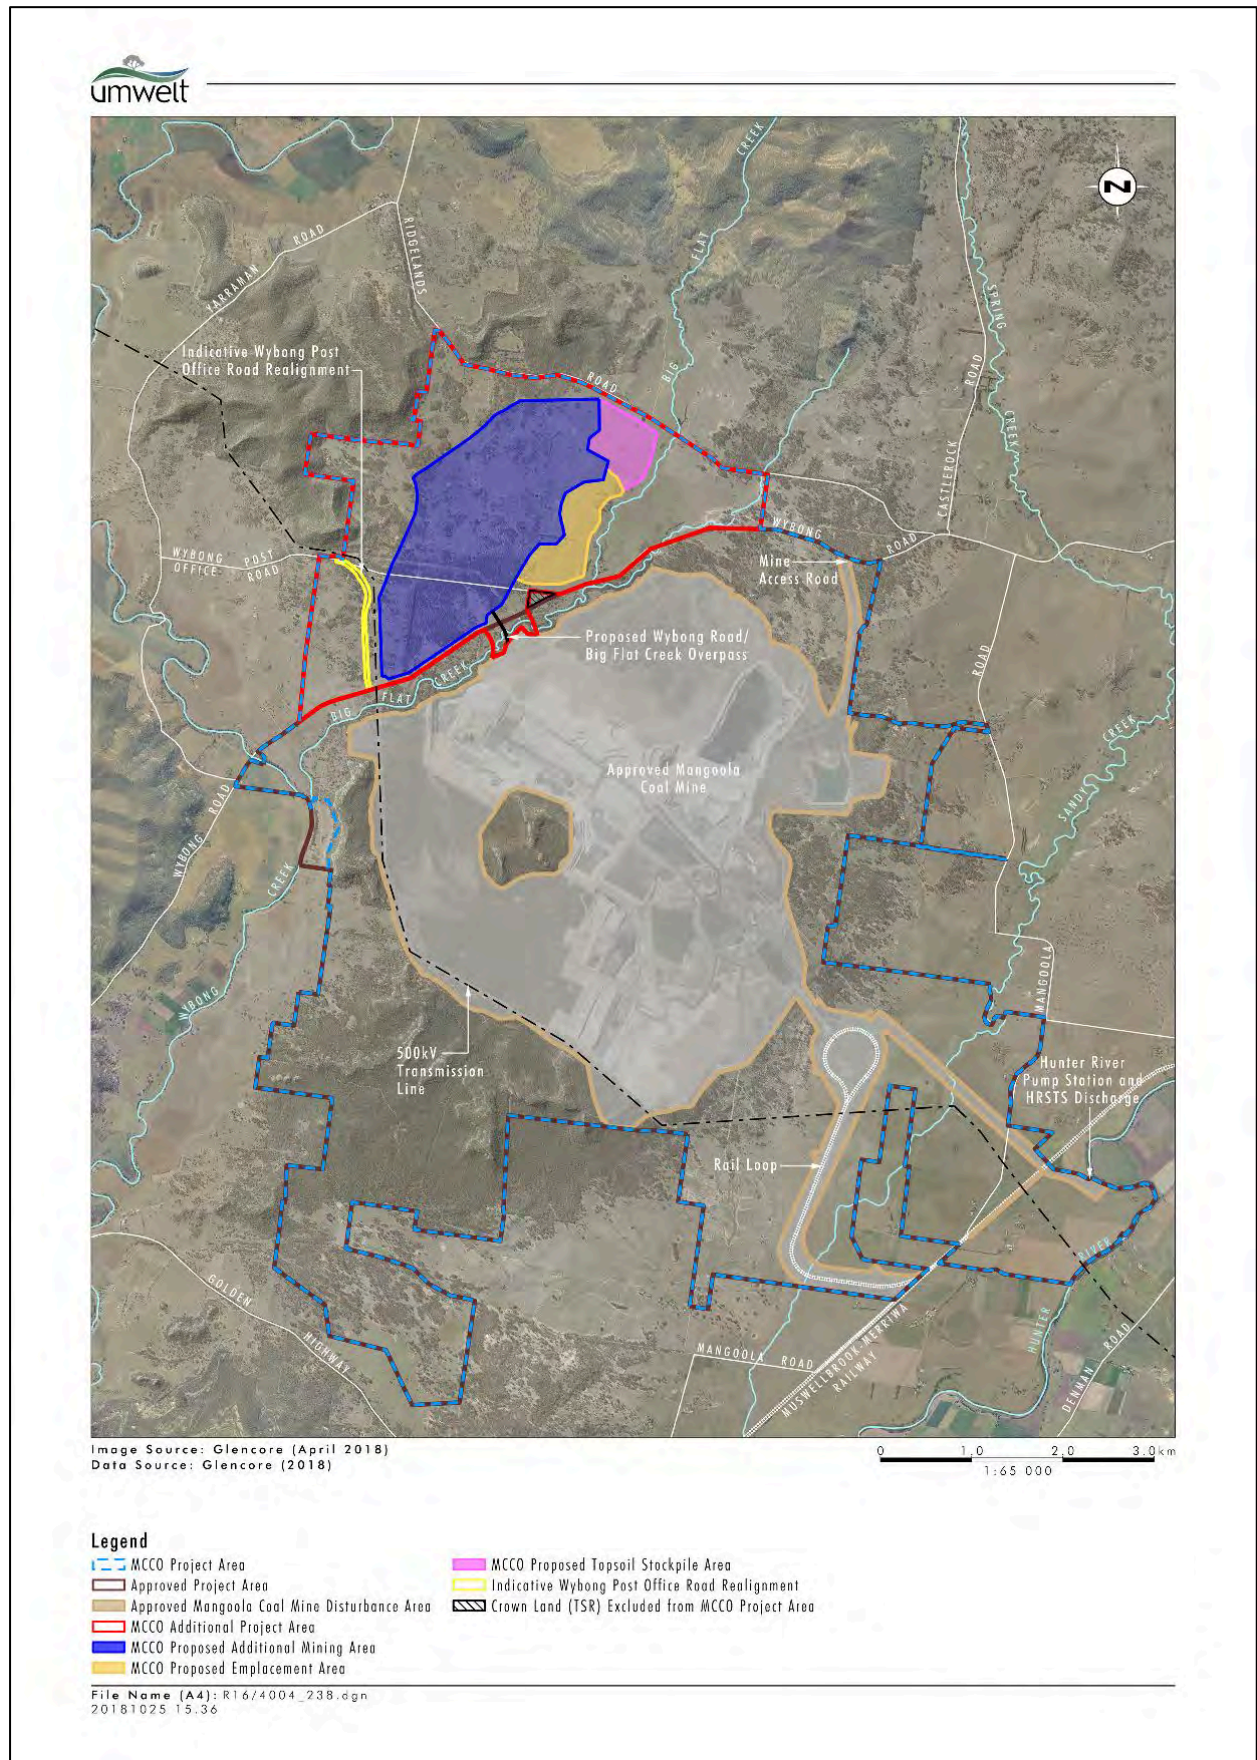 umwelt
CREEK
FLAT
BIG
N
RIDGELANDS
ROAD
YARRAMAN
SPRING
CREEK
Indicative Wybong Post
Office Road Realignment
ROAD
ROAD
CASTLEROCK
WYBONG POST
OFFICE ROAD
WYBONG
ROAD
Mine
Access Road
Proposed Wybong Road/
Big Flat Creek Overpass
BIG FLAT CREEK
ROAD
CREEK
SANDY
Approved Mangoola
Coal Mine
WYBONG ROAD
CREEK
WYBONG
MANGOOLA
500kV
Transmission
Line
Hunter River
Pump Station and
HRSTS Discharge
Rail Loop
RIVER
HUNTER
GOLDEN
HIGHWAY
MANGOOLA ROAD
MUSWELLBROOK-MERRIWA
RAILWAY
DENMAN ROAD
Image Source: Glencore (April 2018)
Data Source: Glencore (2018)
0 1.0 2.0 3.0km
1:65 000
Legend
MCCO Project Area
Approved Project Area
Approved Mangoola Coal Mine Disturbance Area
MCCO Additional Project Area
MCCO Proposed Additional Mining Area
MCCO Proposed Emplacement Area
MCCO Proposed Topsoil Stockpile Area
Indicative Wybong Post Office Road Realignment
Crown Land (TSR) Excluded from MCCO Project Area
File Name (A4): R16/4004_238.dgn
20181025 15.36